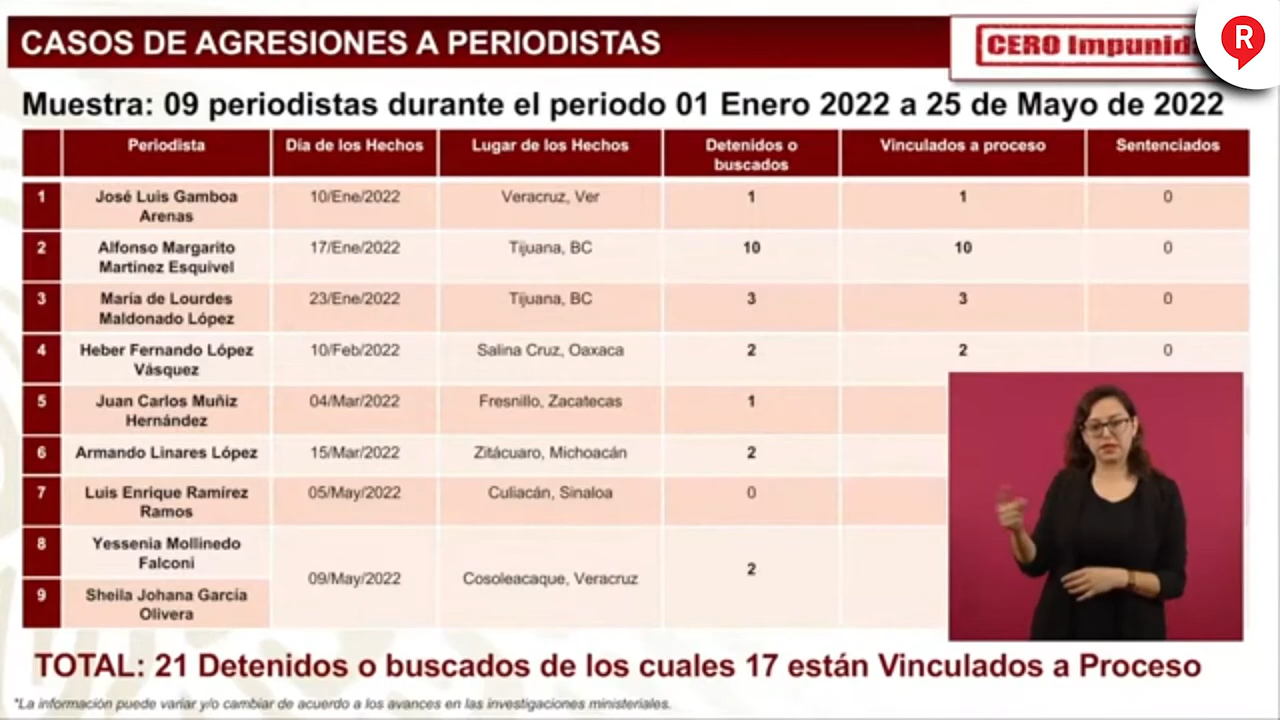 CASOS DE AGRESIONES A PERIODISTAS
CERO Impunid
R
Muestra: 09 periodistas durante el periodo 01 Enero 2022 a 25 de Mayo de 2022
Periodista Día de los Hechos Lugar de los Hechos Detenidos o buscados Vinculados a proceso Sentenciados
1 José Luis Gamboa Arenas 10/Ene/2022 Veracruz, Ver 1 1 0
2 Alfonso Margarito Martínez Esquivel 17/Ene/2022 Tijuana, BC 10 10 0
3 María de Lourdes Maldonado López 23/Ene/2022 Tijuana, BC 3 3 0
4 Heber Fernando López Vásquez 10/Feb/2022 Salina Cruz, Oaxaca 2 2 0
5 Juan Carlos Muñiz Hernández 04/Mar/2022 Fresnillo, Zacatecas 1
6 Armando Linares López 15/Mar/2022 Zitácuaro, Michoacán 2
7 Luis Enrique Ramírez Ramos 05/May/2022 Culiacán, Sinaloa 0
8 Yessenia Mollinedo Falconi 09/May/2022 Cosoleacaque, Veracruz 2
9 Sheila Johana García Olivera
TOTAL: 21 Detenidos o buscados de los cuales 17 están Vinculados a Proceso
*La información puede variar y/o cambiar de acuerdo a los avances en las investigaciones ministeriales.